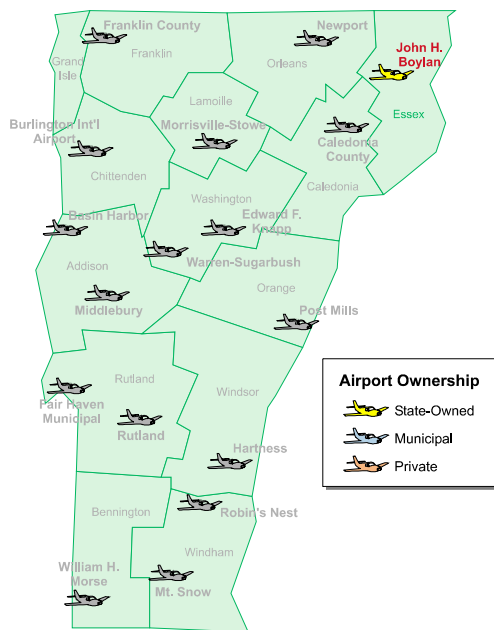 Franklin County
Newport
Grand
Isle
Franklin
Orleans
John H.
Boylan
Essex
Lamoille
Burlington Int'l
Airport
Morrisville-Stowe
Caledonia
County
Chittenden
Caledonia
Washington
Basin Harbor
Edward F.
Knapp
Addison
Warren-Sugarbush
Orange
Middlebury
Post Mills
Rutland
Windsor
Fair Haven
Municipal
Rutland
Hartness
Bennington
Robin's Nest
Windham
William H.
Morse
Mt. Snow
Airport Ownership
State-Owned
Municipal
Private